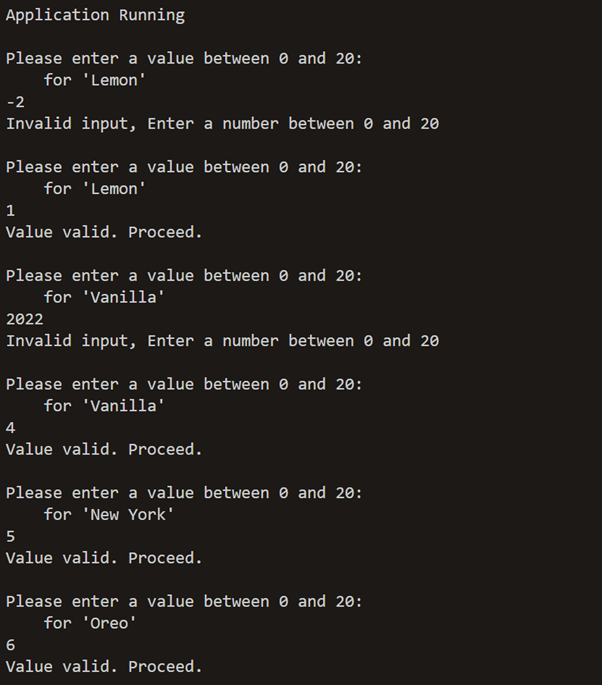 Application Running
Please enter a value between 0 and 20:
for 'Lemon'
-2
Invalid input, Enter a number between 0 and 20
Please enter a value between 0 and 20:
for 'Lemon'
1
Value valid. Proceed.
Please enter a value between 0 and 20:
for 'Vanilla'
2022
Invalid input, Enter a number between 0 and 20
Please enter a value between 0 and 20:
for 'Vanilla'
4
Value valid. Proceed.
Please enter a value between 0 and 20:
for 'New York'
5
Value valid. Proceed.
Please enter a value between 0 and 20:
for 'Oreo'
6
Value valid. Proceed.